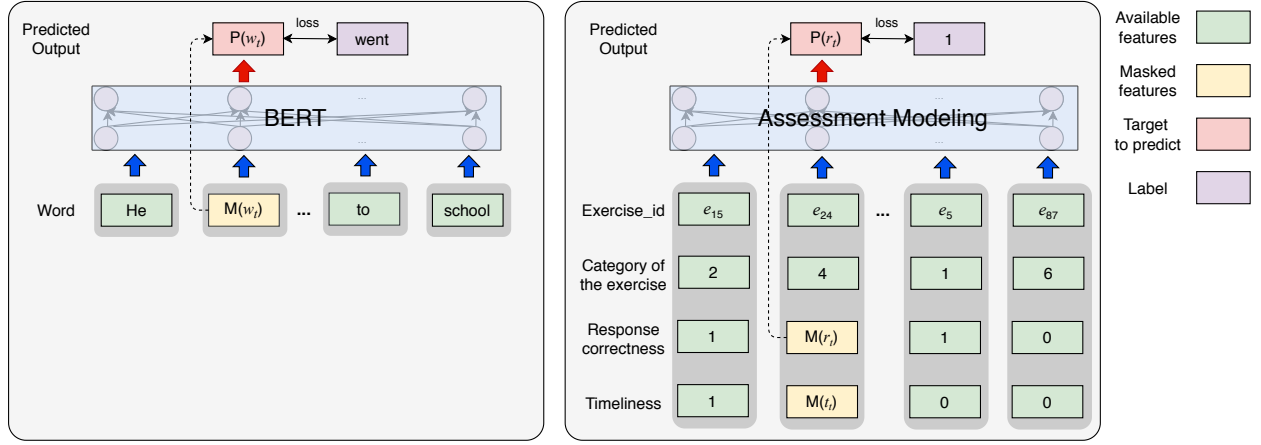 Predicted
Output
P(w_t)
loss
went
...
BERT
...
Word
He
M(w_t)
...
to
school
Predicted
Output
P(r_t)
loss
1
...
Assessment Modeling
...
Exercise_id
e_15
e_24
...
e_5
e_87
Category of
the exercise
2
4
1
6
Response
correctness
1
M(r_t)
1
0
Timeliness
1
M(t_t)
0
0
Available
features
Masked
features
Target
to predict
Label